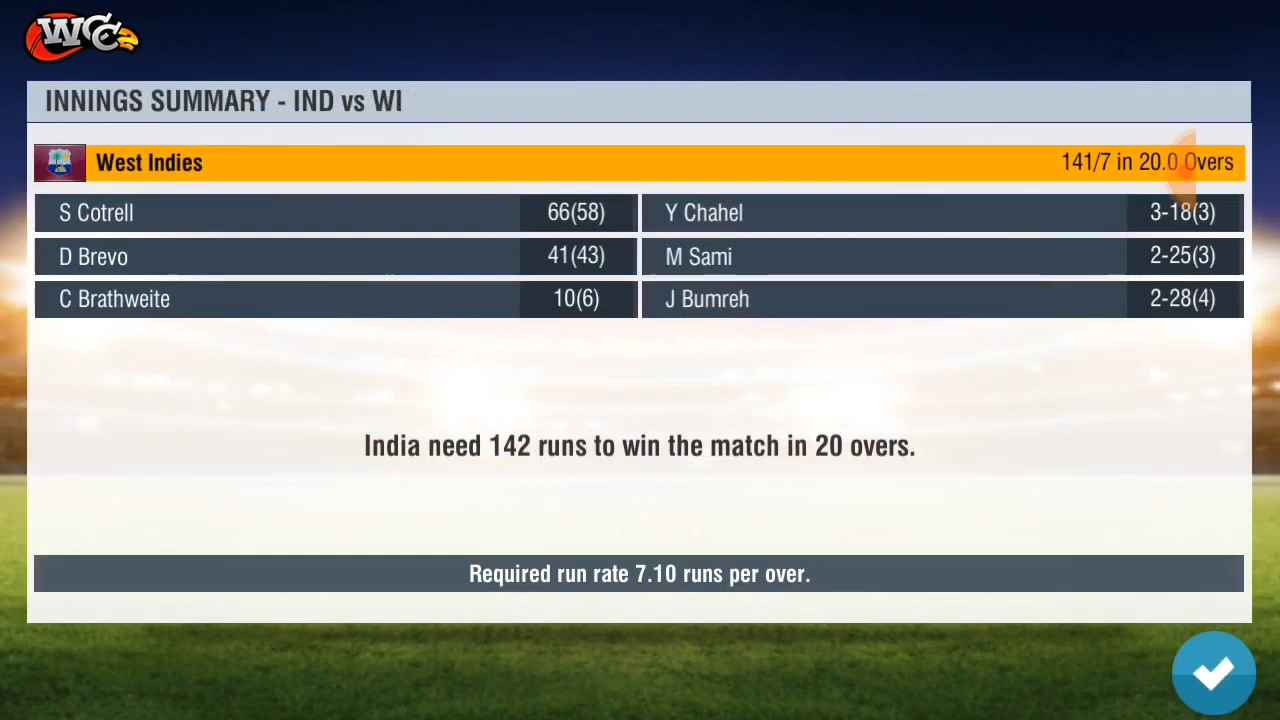 WCC
INNINGS SUMMARY - IND vs WI
West Indies 141/7 in 20.0 Overs
S Cotrell 66(58) Y Chahel 3-18(3)
D Brevo 41(43) M Sami 2-25(3)
C Brathweite 10(6) J Bumreh 2-28(4)
India need 142 runs to win the match in 20 overs.
Required run rate 7.10 runs per over.